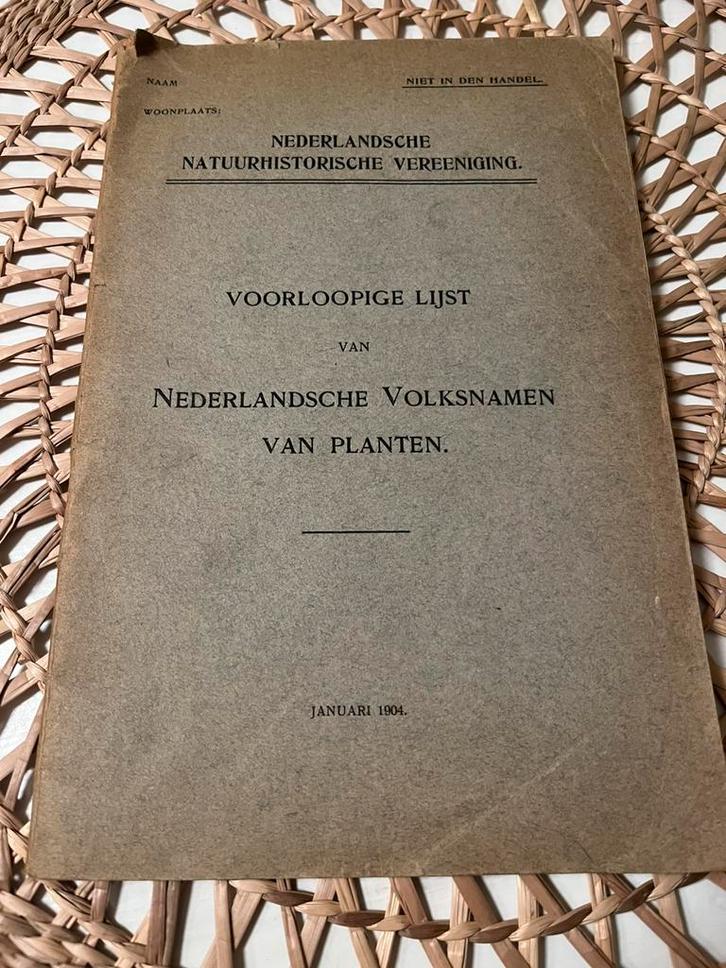 NAAM
NIET IN DEN HANDEL.
WOONPLAATS:
NEDERLANDSCHE
NATUURHISTORISCHE VEREENIGING.
VOORLOOPIGE LIJST
VAN
NEDERLANDSCHE VOLKSNAMEN
VAN PLANTEN.
JANUARI 1904.